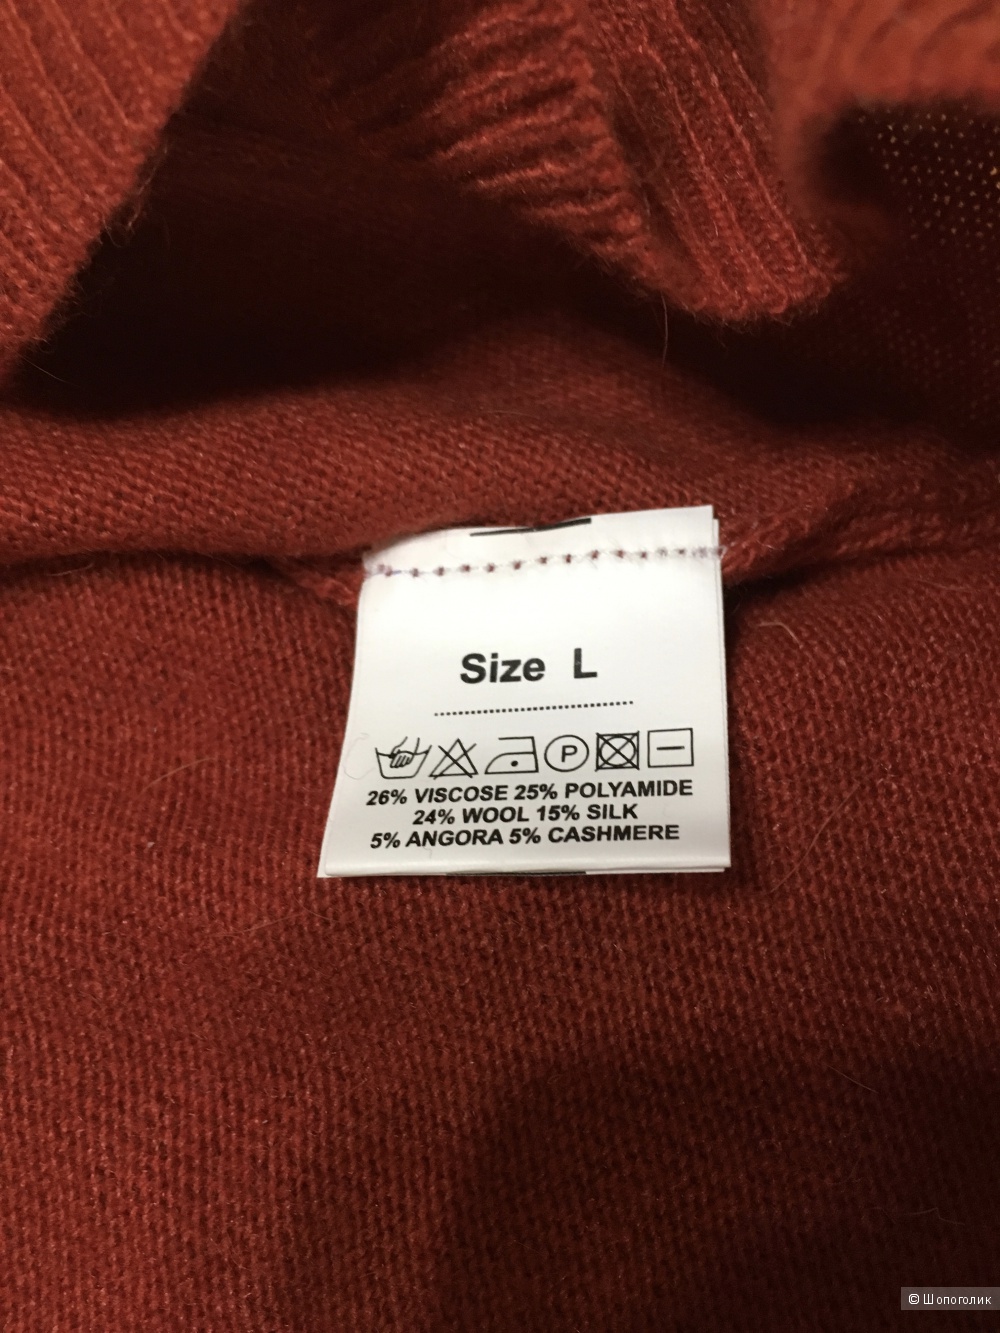 Size L
P
26% VISCOSE 25% POLYAMIDE
24% WOOL 15% SILK
5% ANGORA 5% CASHMERE
© Шопоголик